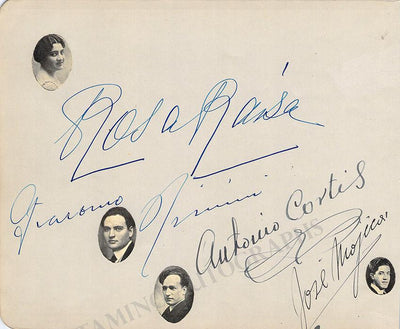 Rosa Raisa
Giacomo Rimini
Antonio Cortis
José Mojica
TAMINO AUTOGRAPHS